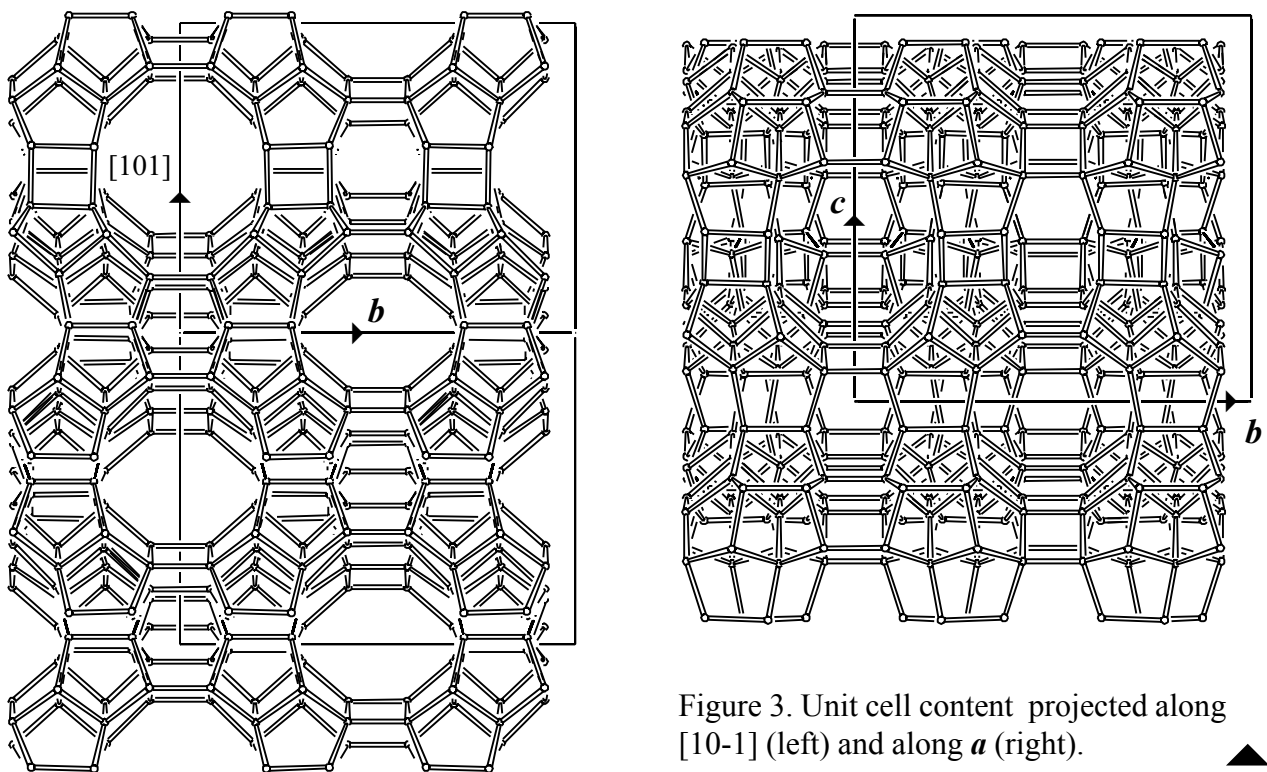 [101]
b
c
b
Figure 3. Unit cell content projected along
[10-1] (left) and along a (right).